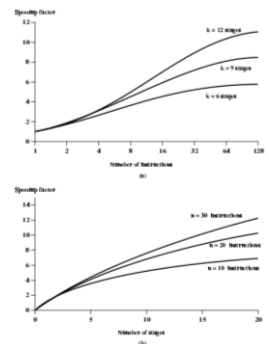 Speedup factor
12
10
8
6
4
2
0
k = 12 stages
k = 9 stages
k = 6 stages
1 2 4 8 16 32 64 128
Number of instructions
(a)
Speedup factor
14
12
10
8
6
4
2
0
n = 30 instructions
n = 20 instructions
n = 10 instructions
0 5 10 15 20
Number of stages
(b)